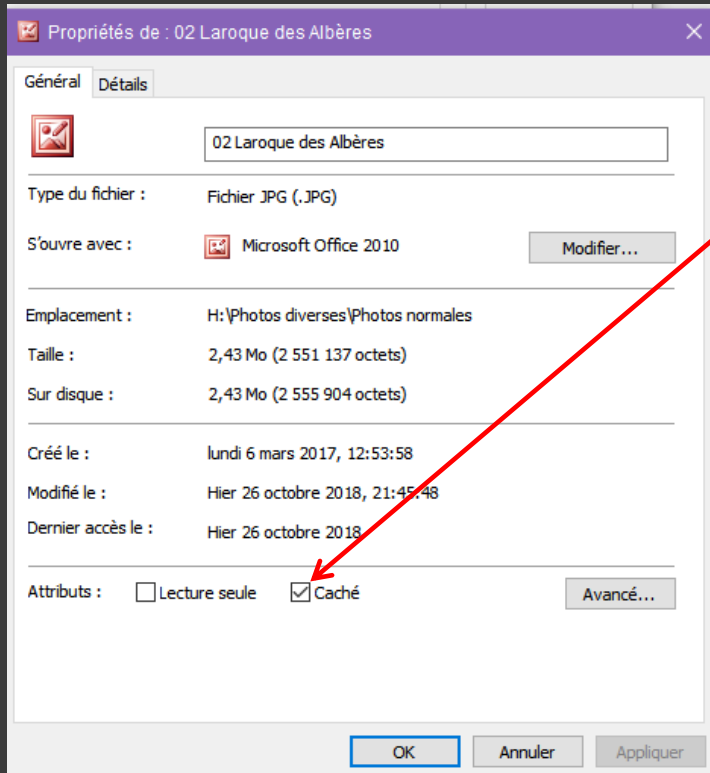 Propriétés de : 02 Laroque des Albères
Général Détails
02 Laroque des Albères
Type du fichier : Fichier JPG (.JPG)
S'ouvre avec : Microsoft Office 2010 Modifier...
Emplacement : H:\Photos diverses\Photos normales
Taille : 2,43 Mo (2 551 137 octets)
Sur disque : 2,43 Mo (2 555 904 octets)
Créé le : lundi 6 mars 2017, 12:53:58
Modifié le : Hier 26 octobre 2018, 21:45:48
Dernier accès le : Hier 26 octobre 2018
Attributs : Lecture seule Caché Avancé...
OK Annuler Appliquer